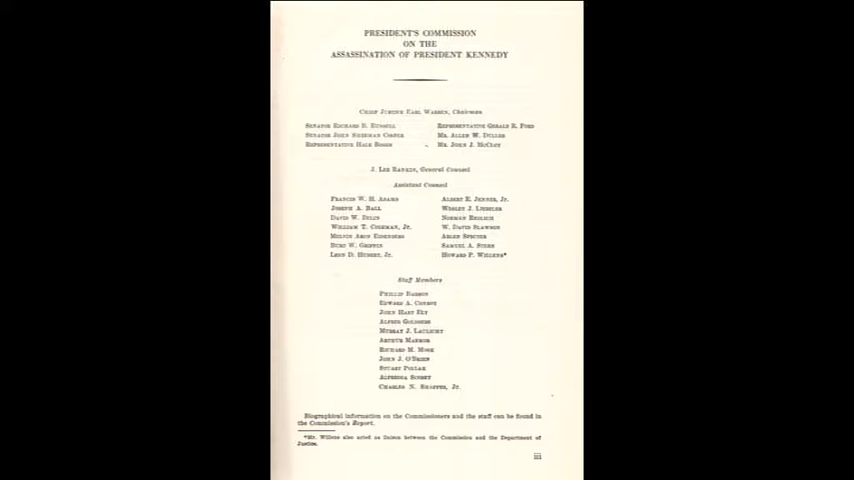 PRESIDENT'S COMMISSION
ON THE
ASSASSINATION OF PRESIDENT KENNEDY
CHIEF JUSTICE EARL WARREN, Chairman
SENATOR RICHARD B. RUSSELL
SENATOR JOHN SHERMAN COOPER
REPRESENTATIVE HALE BOGGS
REPRESENTATIVE GERALD R. FORD
MR. ALLEN W. DULLES
MR. JOHN J. MCCLOY
J. LEE RANKIN, General Counsel
Assistant Counsel
FRANCIS W. H. ADAMS
JOSEPH A. BALL
DAVID W. BELIN
WILLIAM T. COLEMAN, JR.
MELVIN ARON EISENBERG
BURT W. GRIFFIN
LEON D. HUBERT, JR.
ALBERT E. JENNER, JR.
WESLEY J. LIEBELER
NORMAN REDLICH
W. DAVID SLAWSON
ARLEN SPECTER
SAMUEL A. STERN
HOWARD P. WILLENS*
Staff Members
PHILLIP BARSON
EDWARD A. CONROY
JOHN HART ELY
ALFRED GOLDBERG
MURRAY J. LAULICHT
ARTHUR MARMOR
RICHARD M. MOSK
JOHN J. O'BRIEN
STUART POLLAK
ALFREDDA SCOBEY
CHARLES N. SHAFFER, JR.
Biographical information on the Commissioners and the staff can be found in
the Commission's Report.
*Mr. Willens also acted as liaison between the Commission and the Department of
Justice.
iii